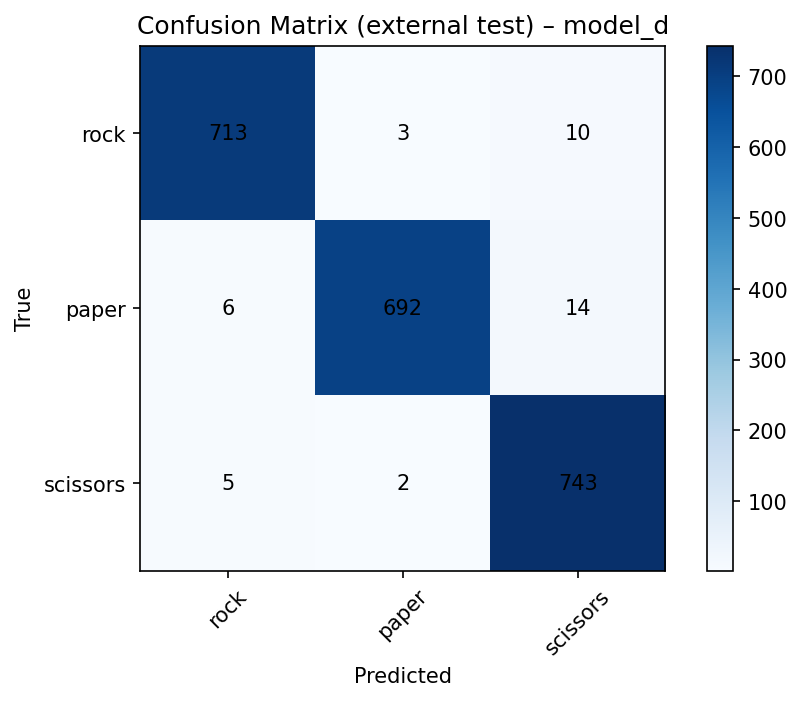 Confusion Matrix (external test) – model_d
rock 713 3 10
paper 6 692 14
scissors 5 2 743
rock paper scissors
True
Predicted
700
600
500
400
300
200
100